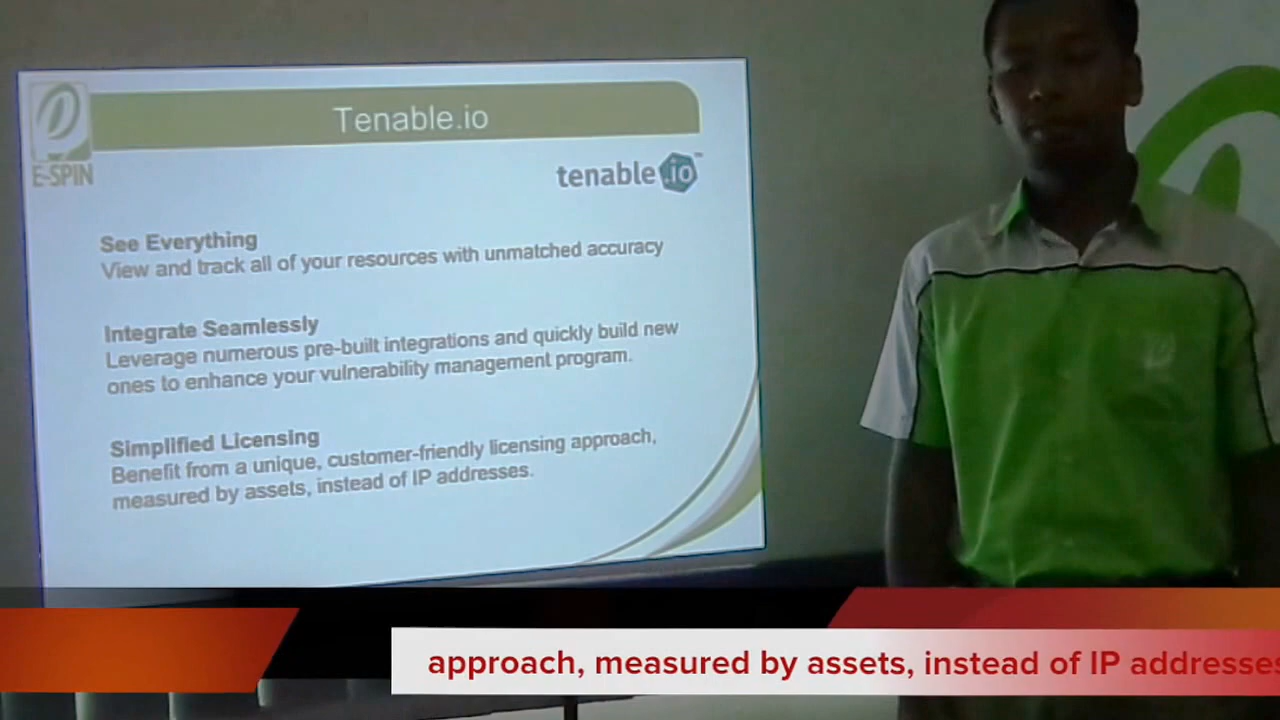 Tenable.io
E-SPIN
tenable .io™
See Everything
View and track all of your resources with unmatched accuracy
Integrate Seamlessly
Leverage numerous pre-built integrations and quickly build new
ones to enhance your vulnerability management program.
Simplified Licensing
Benefit from a unique, customer-friendly licensing approach,
measured by assets, instead of IP addresses.
approach, measured by assets, instead of IP addresses